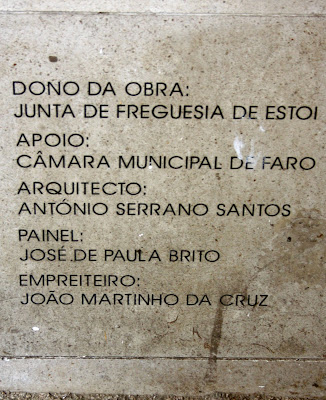 DONO DA OBRA:
JUNTA DE FREGUESIA DE ESTOI
APOIO:
CÂMARA MUNICIPAL DE FARO
ARQUITECTO:
ANTÓNIO SERRANO SANTOS
PAINEL:
JOSÉ DE PAULA BRITO
EMPREITEIRO:
JOÃO MARTINHO DA CRUZ